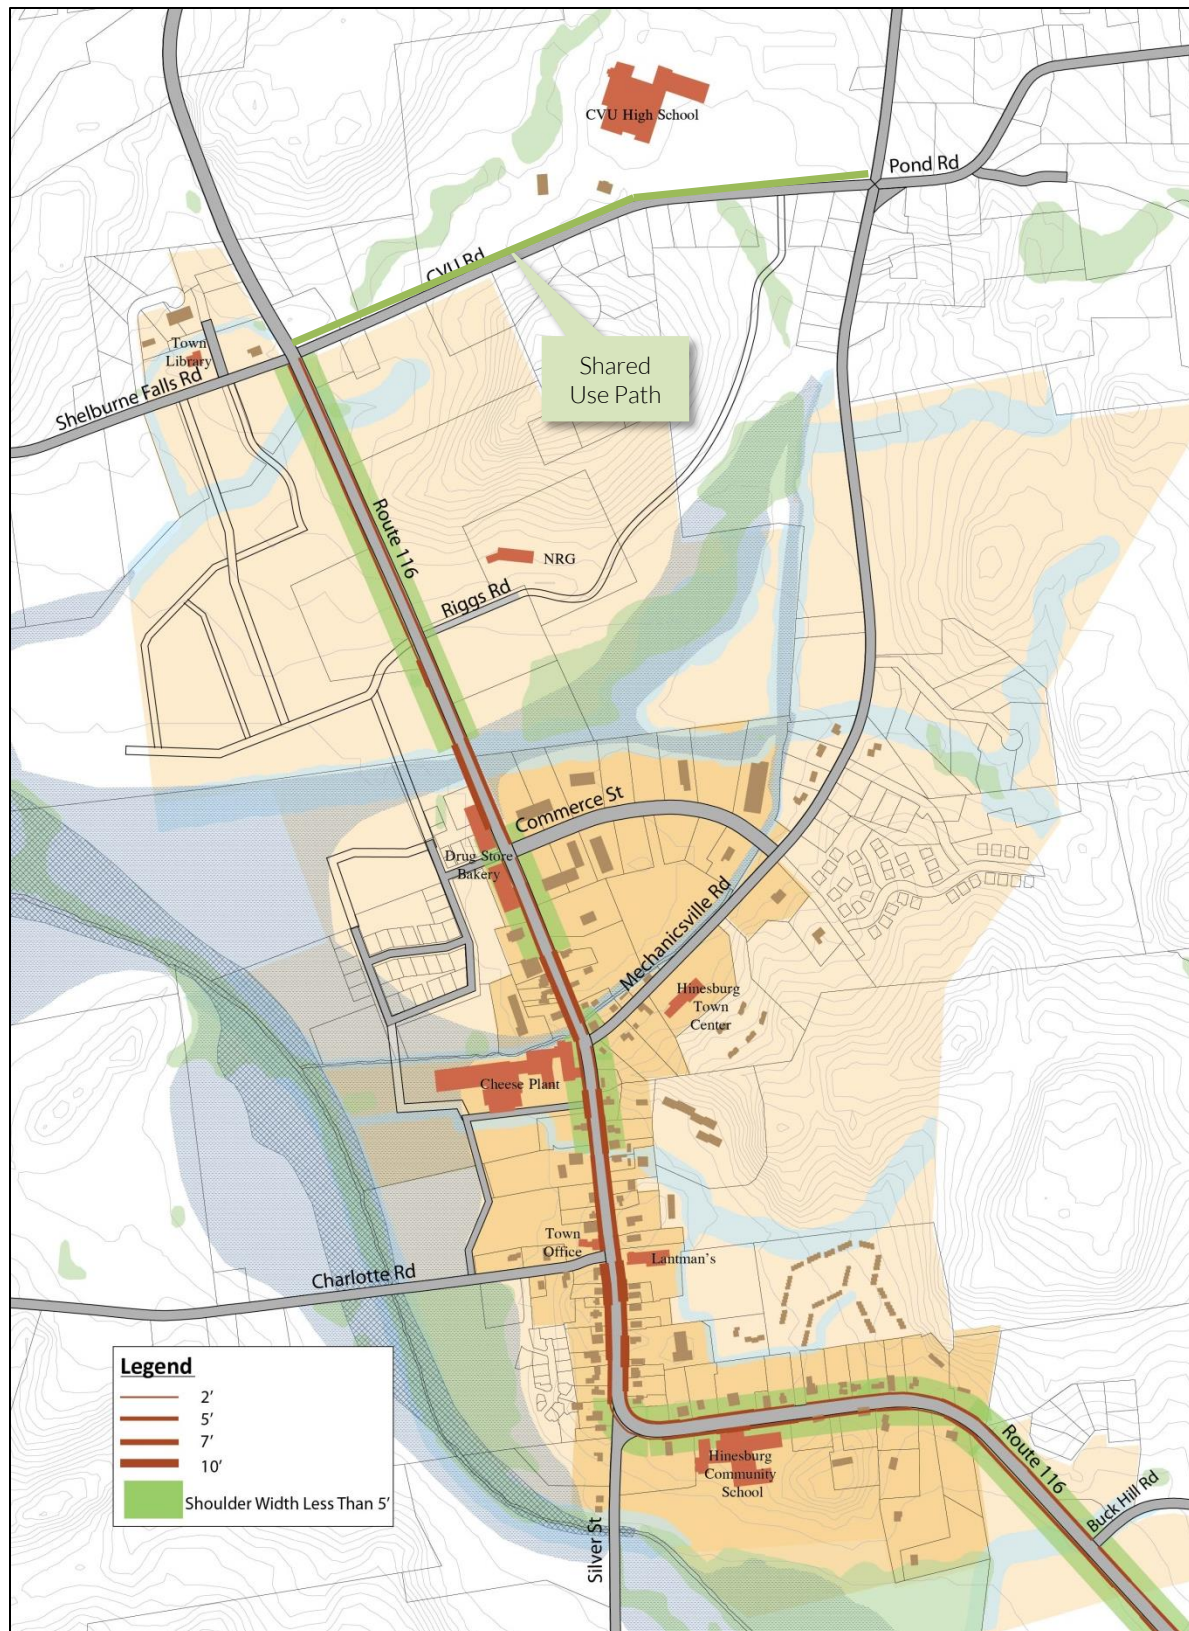 CVU High School
Pond Rd
CVU Rd
Town
Library
Shelburne Falls Rd
Shared
Use Path
Route 116
NRG
Riggs Rd
Commerce St
Drug Store
Bakery
Mechanicsville Rd
Hinesburg
Town
Center
Cheese Plant
Town
Office
Lantman's
Charlotte Rd
Legend
2'
5'
7'
10'
Shoulder Width Less Than 5'
Hinesburg
Community
School
Route 116
Buck Hill Rd
Silver St